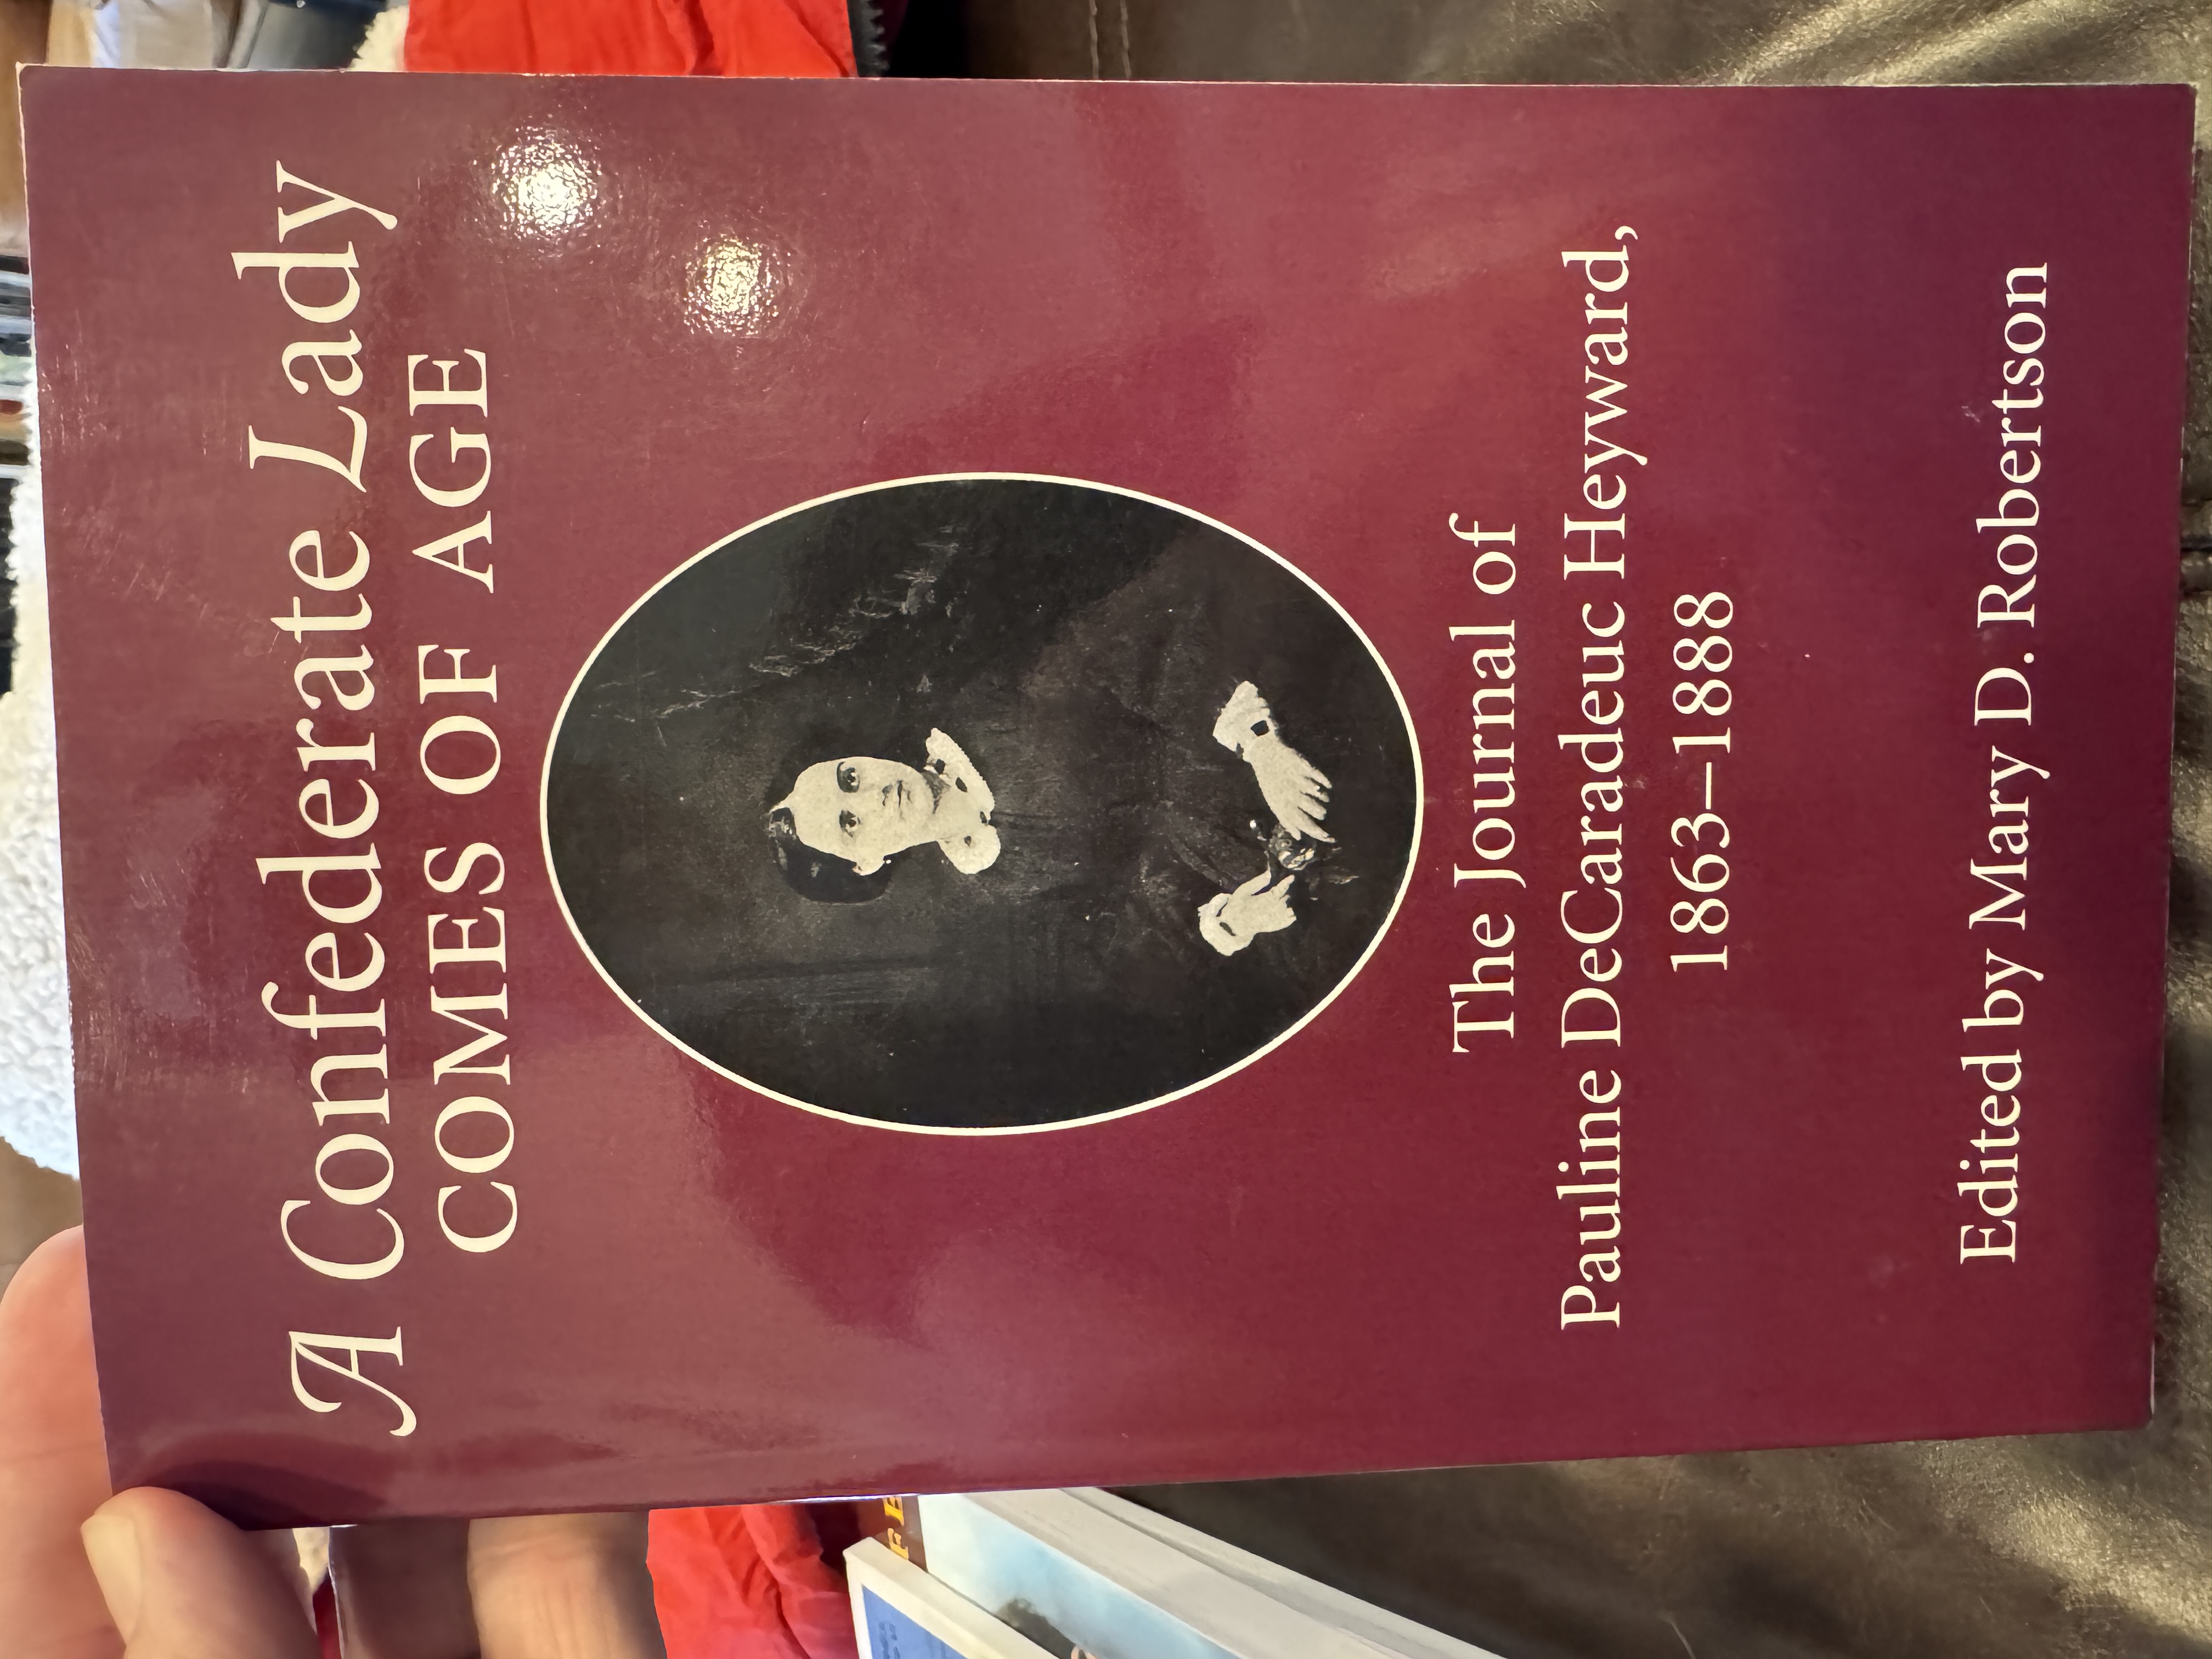 A Confederate Lady
COMES OF AGE
The Journal of
Pauline DeCaradeuc Heyward,
1863–1888
Edited by Mary D. Robertson